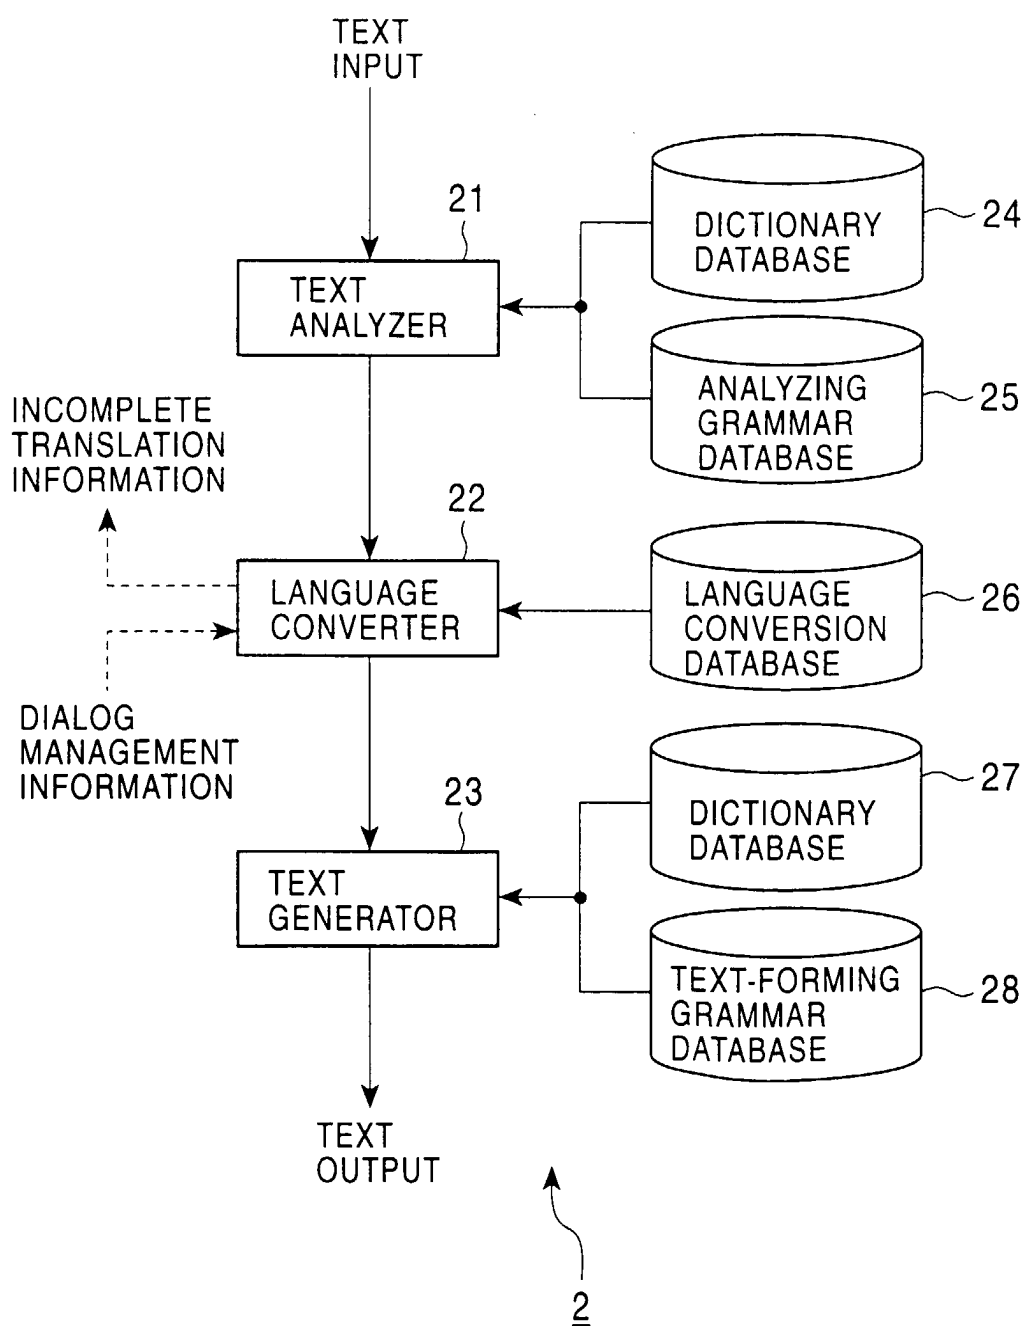 TEXT
INPUT
21
TEXT
ANALYZER
DICTIONARY
DATABASE
24
ANALYZING
GRAMMAR
DATABASE
25
INCOMPLETE
TRANSLATION
INFORMATION
22
LANGUAGE
CONVERTER
LANGUAGE
CONVERSION
DATABASE
26
DIALOG
MANAGEMENT
INFORMATION
23
TEXT
GENERATOR
DICTIONARY
DATABASE
27
TEXT-FORMING
GRAMMAR
DATABASE
28
TEXT
OUTPUT
2